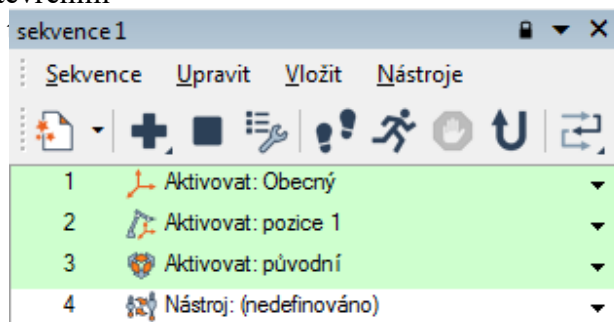 sekvence 1
Sekvence Upravit Vložit Nástroje
1 Aktivovat: Obecný
2 Aktivovat: pozice 1
3 Aktivovat: původní
4 Nástroj: (nedefinováno)